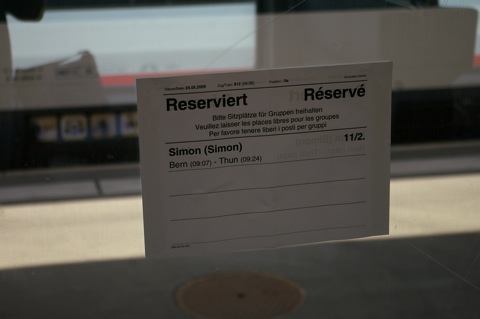 Reserviert Réservé
Bitte Sitzplätze für Gruppen freihalten
Veuillez laisser les places libres pour les groupes
Per favore tenere liberi i posti per gruppi
Simon (Simon) 11/2.
Bern (09:07) - Thun (09:24)